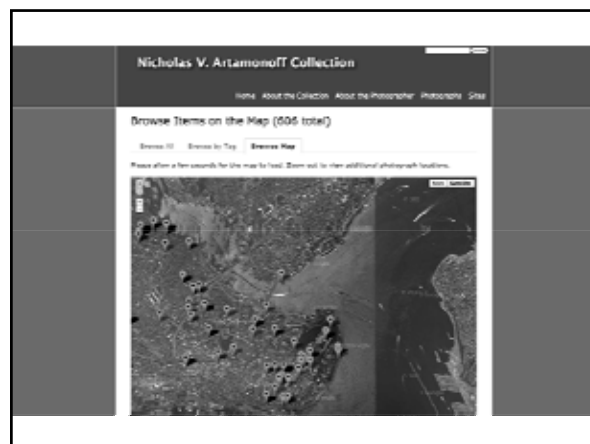 Nicholas V. Artamonoff Collection
Home About the Collection About the Photographer Photographs Sites
Browse Items on the Map (606 total)
Browse All Browse by Tag Browse Map
Please allow a few seconds for the map to load. Zoom out to view additional photograph locations.